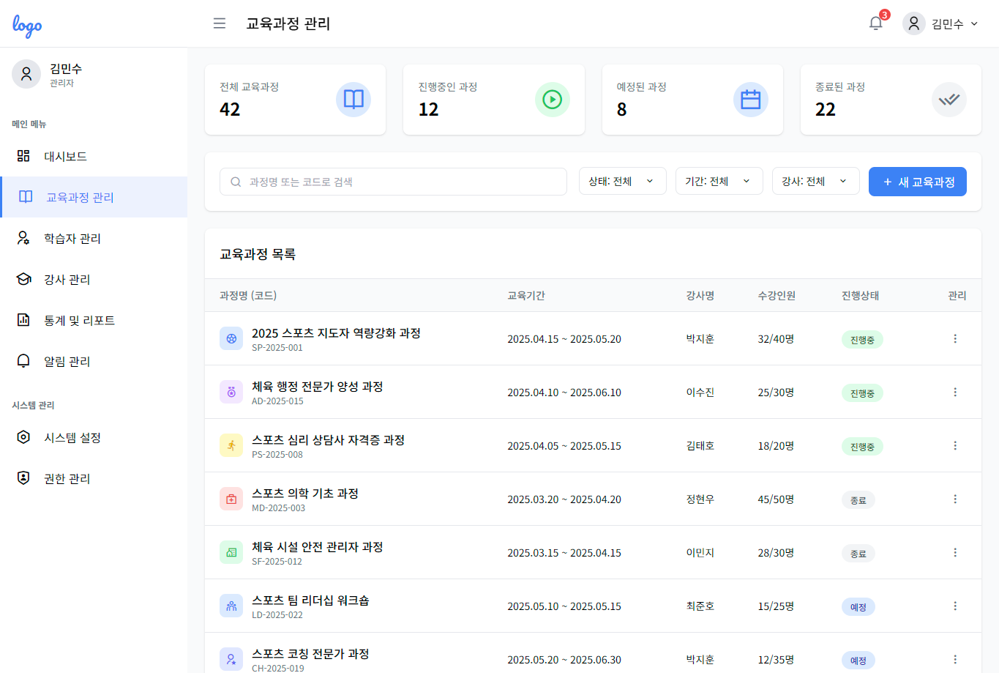 logo
교육과정 관리
3
김민수
김민수
관리자
메인 메뉴
대시보드
교육과정 관리
학습자 관리
강사 관리
통계 및 리포트
알림 관리
시스템 관리
시스템 설정
권한 관리
전체 교육과정
42
진행중인 과정
12
예정된 과정
8
종료된 과정
22
과정명 또는 코드로 검색
상태: 전체
기간: 전체
강사: 전체
+ 새 교육과정
교육과정 목록
과정명 (코드) 교육기간 강사명 수강인원 진행상태 관리
2025 스포츠 지도자 역량강화 과정
SP-2025-001
2025.04.15 ~ 2025.05.20 박지훈 32/40명 진행중
체육 행정 전문가 양성 과정
AD-2025-015
2025.04.10 ~ 2025.06.10 이수진 25/30명 진행중
스포츠 심리 상담사 자격증 과정
PS-2025-008
2025.04.05 ~ 2025.05.15 김태호 18/20명 진행중
스포츠 의학 기초 과정
MD-2025-003
2025.03.20 ~ 2025.04.20 정현우 45/50명 종료
체육 시설 안전 관리자 과정
SF-2025-012
2025.03.15 ~ 2025.04.15 이민지 28/30명 종료
스포츠 팀 리더십 워크숍
LD-2025-022
2025.05.10 ~ 2025.05.15 최준호 15/25명 예정
스포츠 코칭 전문가 과정
CH-2025-019
2025.05.20 ~ 2025.06.30 박지훈 12/35명 예정